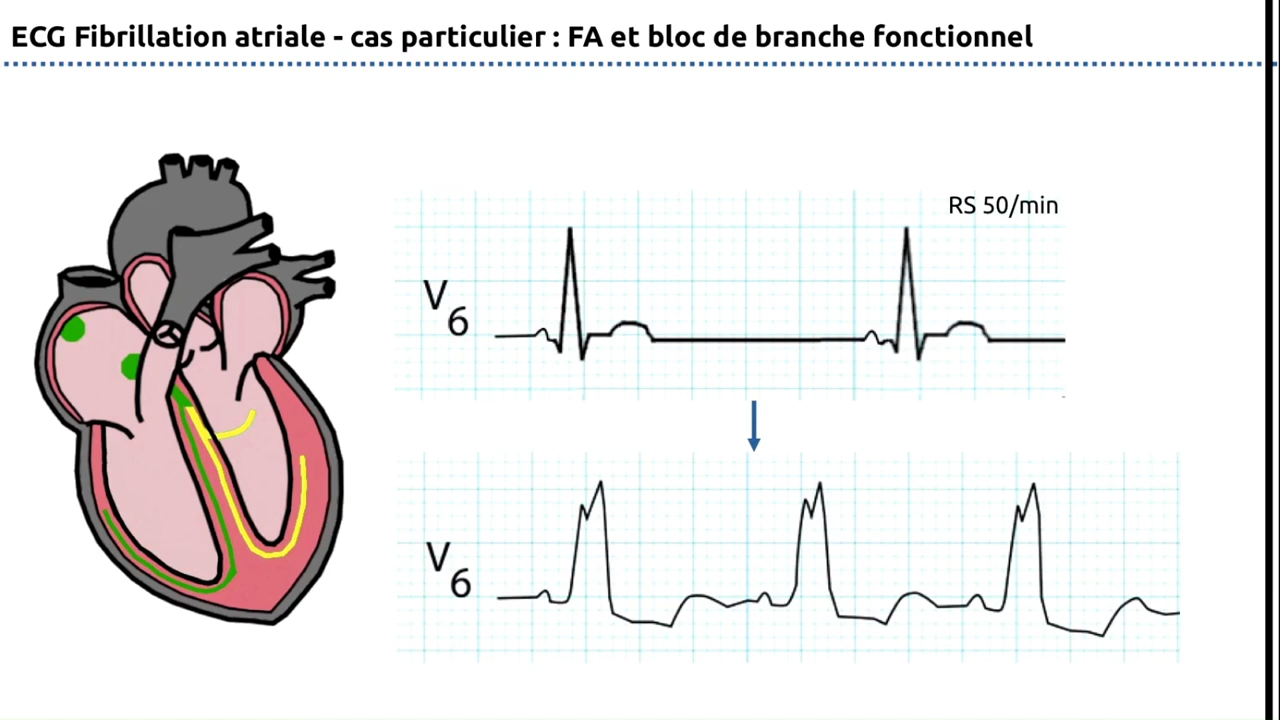 ECG Fibrillation atriale - cas particulier : FA et bloc de branche fonctionnel
RS 50/min
V6
V6